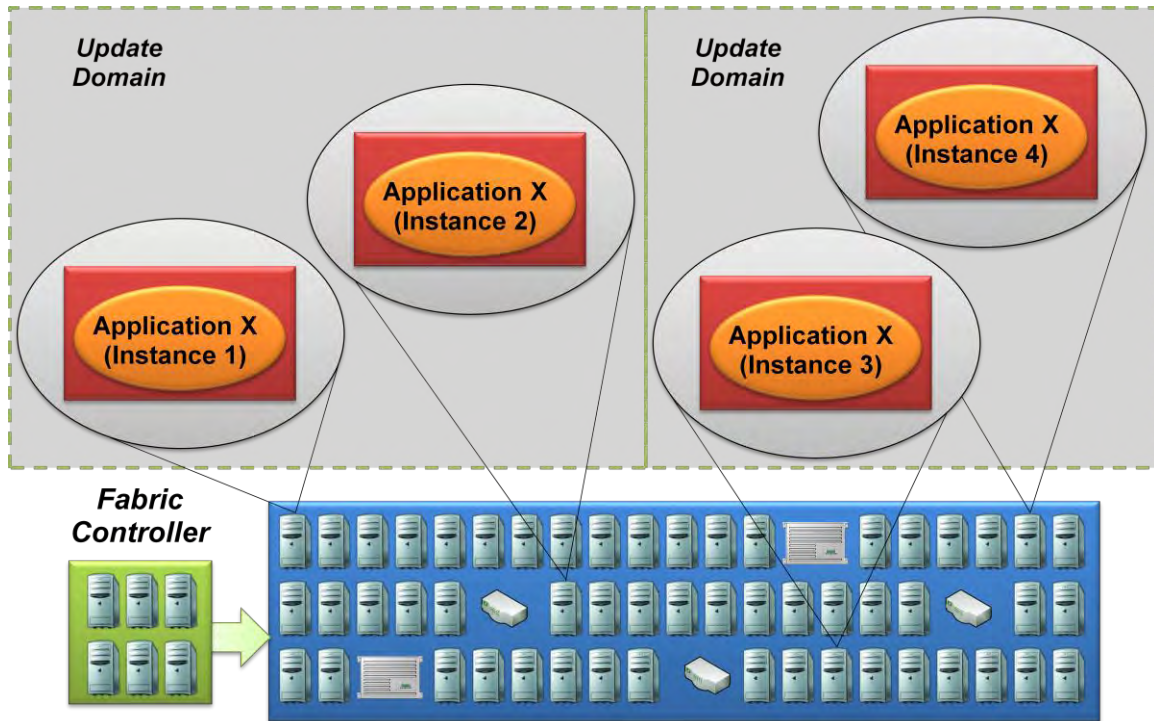 Update
Domain
Application X
(Instance 1)
Application X
(Instance 2)
Update
Domain
Application X
(Instance 4)
Application X
(Instance 3)
Fabric
Controller